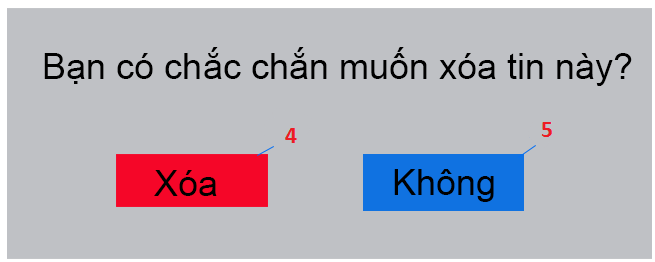 Bạn có chắc chắn muốn xóa tin này?
4
5
Xóa
Không